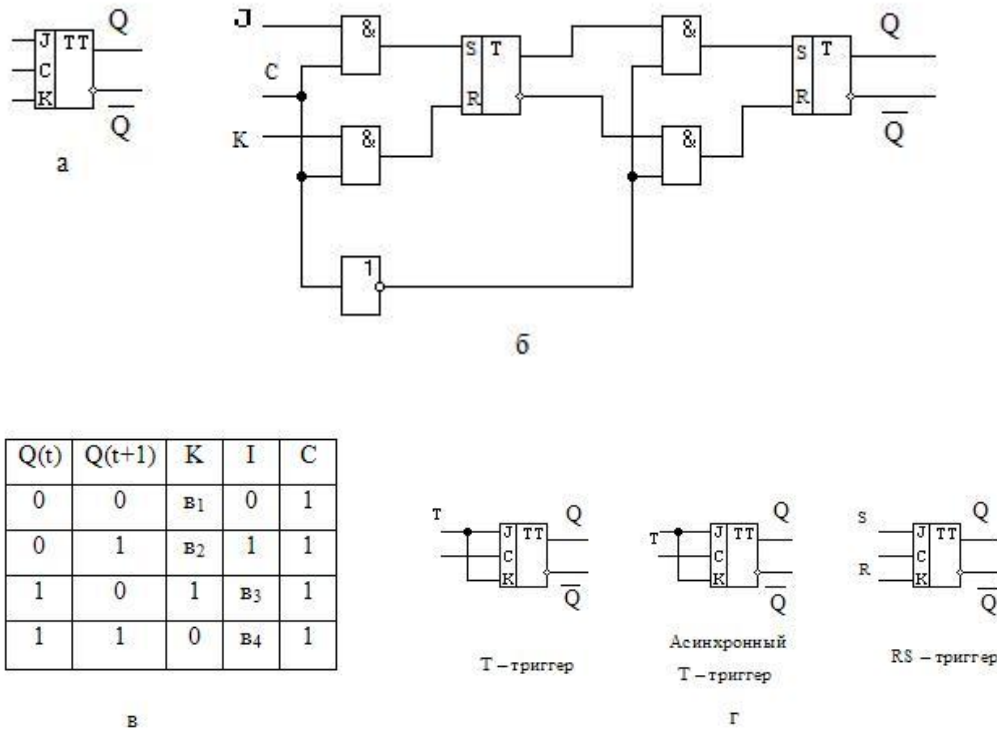 J TT Q
C
K Q
а
J & S T & S T Q
C
K & R & R Q
1
б
Q(t) Q(t+1) K I C
0 0 в1 0 1
0 1 в2 1 1
1 0 1 в3 1
1 1 0 в4 1
в
T J TT Q
C
K Q
Т – триггер
T J TT Q
C
K Q
Асинхронный
Т – триггер
S J TT Q
C
R K Q
RS – триггер
г